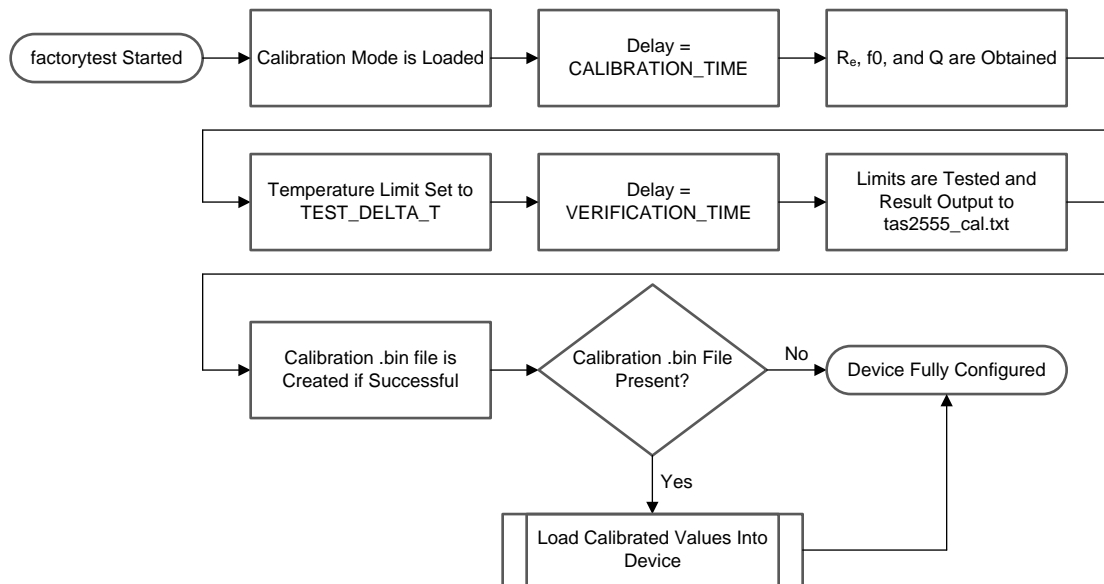 factorytest Started
Calibration Mode is Loaded
Delay =
CALIBRATION_TIME
Rₑ, f0, and Q are Obtained
Temperature Limit Set to
TEST_DELTA_T
Delay =
VERIFICATION_TIME
Limits are Tested and
Result Output to
tas2555_cal.txt
Calibration .bin file is
Created if Successful
Calibration .bin File
Present?
No
Device Fully Configured
Yes
Load Calibrated Values Into
Device